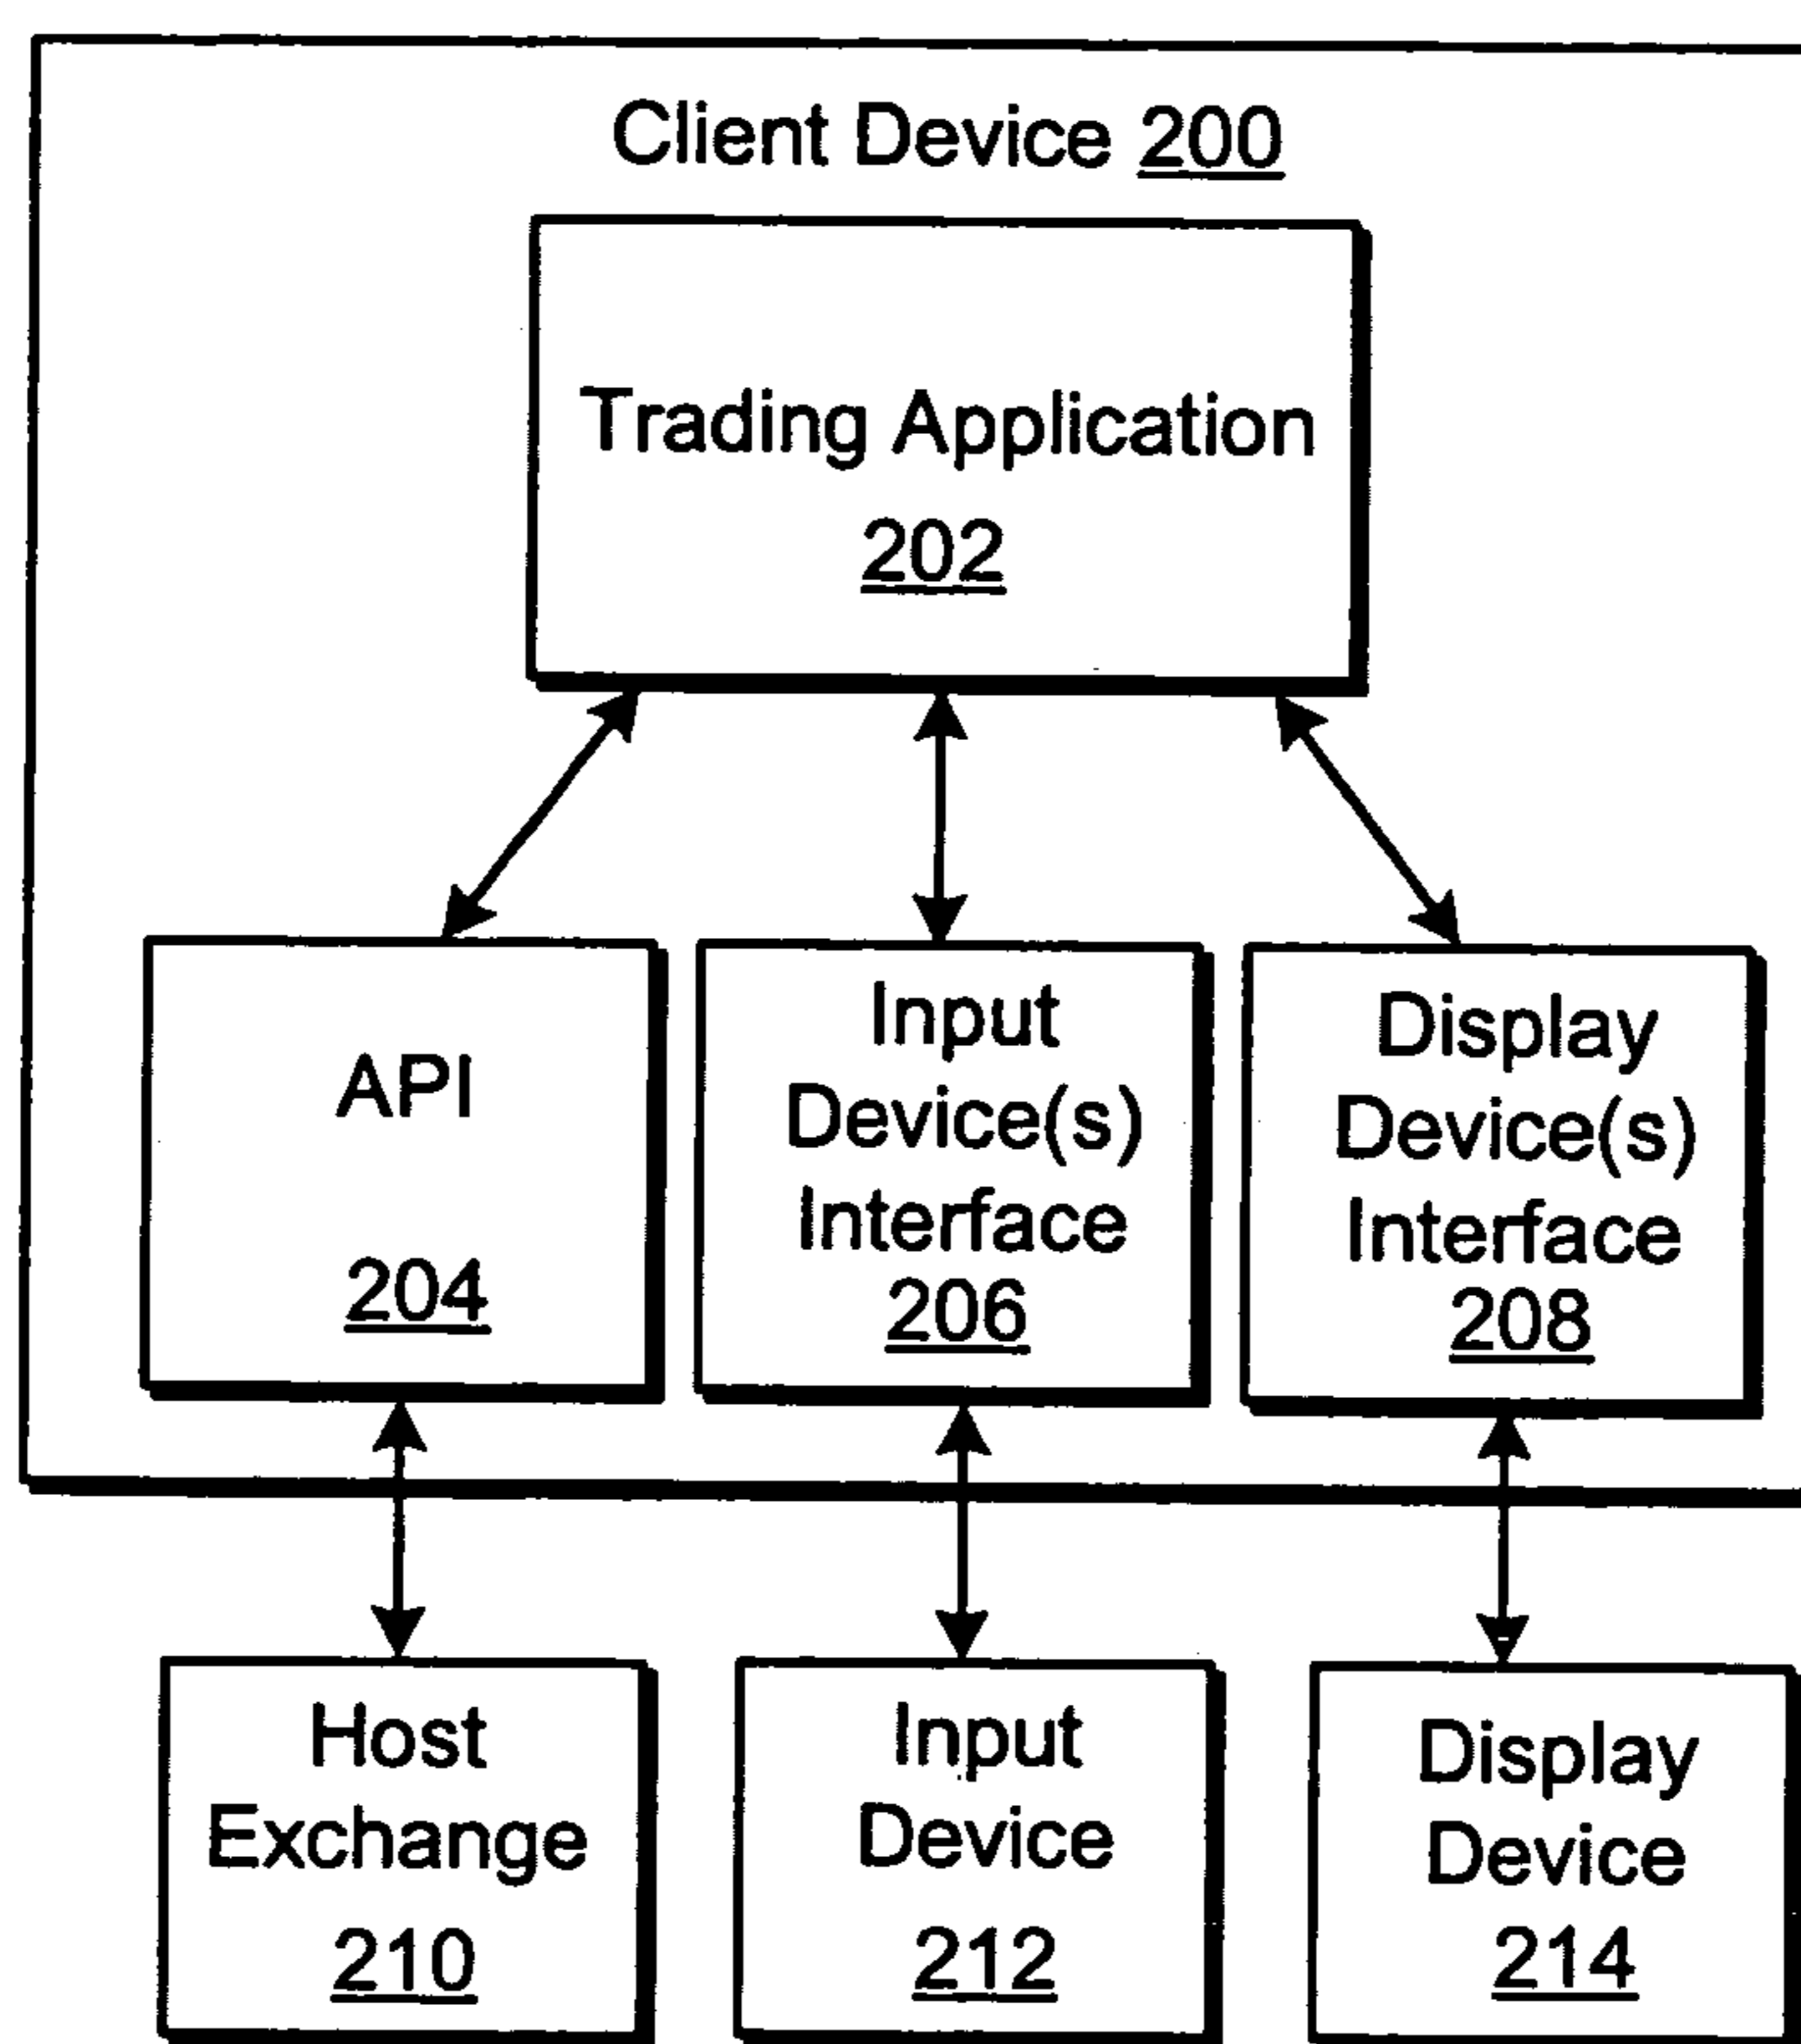 Client Device 200
Trading Application
202
API
204
Input
Device(s)
Interface
206
Display
Device(s)
Interface
208
Host
Exchange
210
Input
Device
212
Display
Device
214